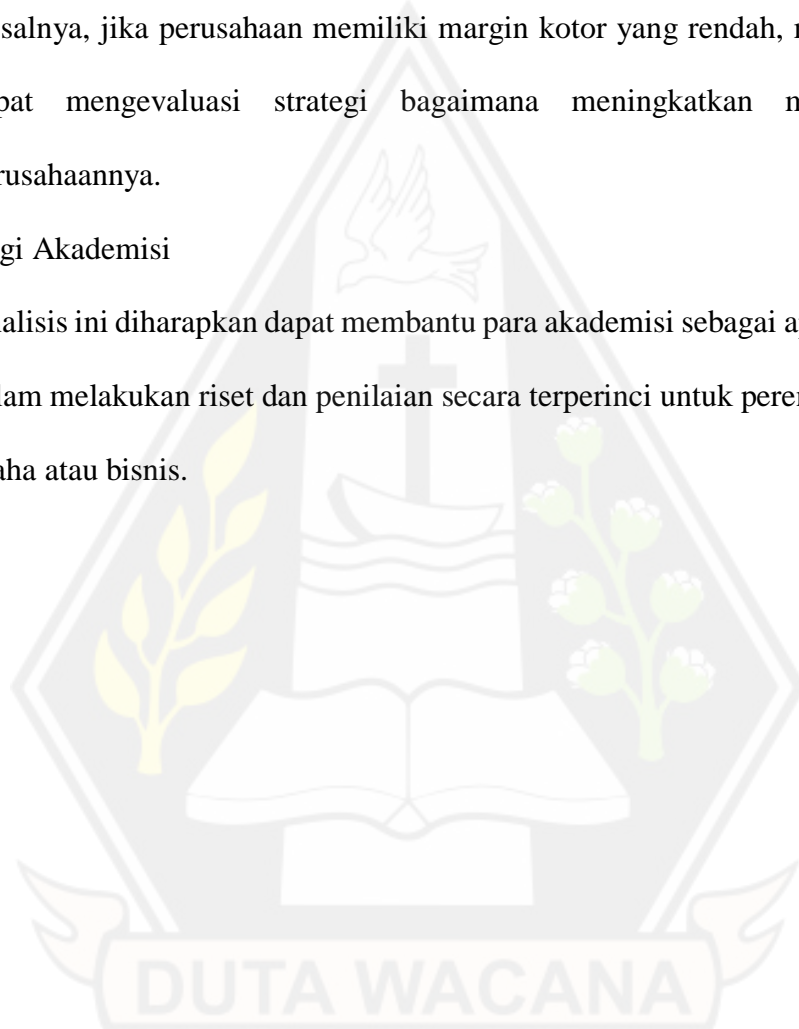 salnya, jika perusahaan memiliki margin kotor yang rendah,
pat mengevaluasi strategi bagaimana meningkatkan
rusahaannya.
gi Akademisi
alisis ini diharapkan dapat membantu para akademisi sebagai
lam melakukan riset dan penilaian secara terperinci untuk
aha atau bisnis.
DUTA WACANA